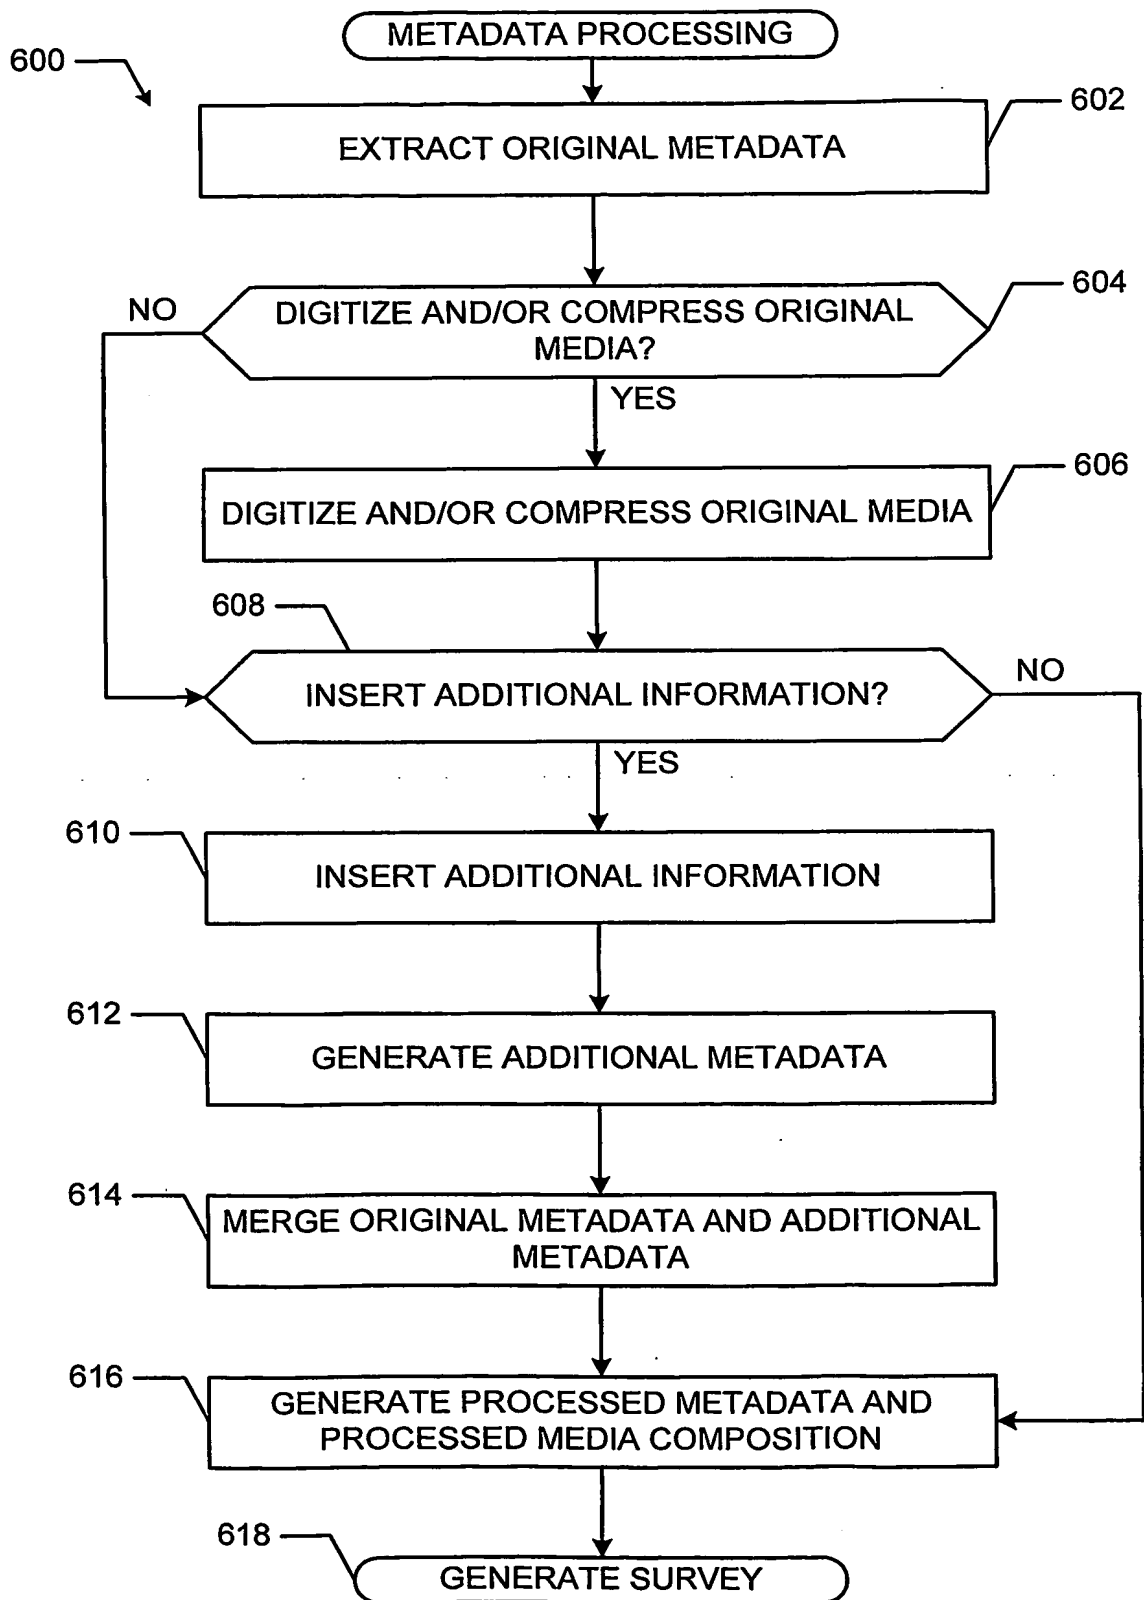 METADATA PROCESSING
600
602
EXTRACT ORIGINAL METADATA
604
NO
DIGITIZE AND/OR COMPRESS ORIGINAL
MEDIA?
YES
606
DIGITIZE AND/OR COMPRESS ORIGINAL MEDIA
608
NO
INSERT ADDITIONAL INFORMATION?
YES
610
INSERT ADDITIONAL INFORMATION
612
GENERATE ADDITIONAL METADATA
614
MERGE ORIGINAL METADATA AND ADDITIONAL
METADATA
616
GENERATE PROCESSED METADATA AND
PROCESSED MEDIA COMPOSITION
618
GENERATE SURVEY